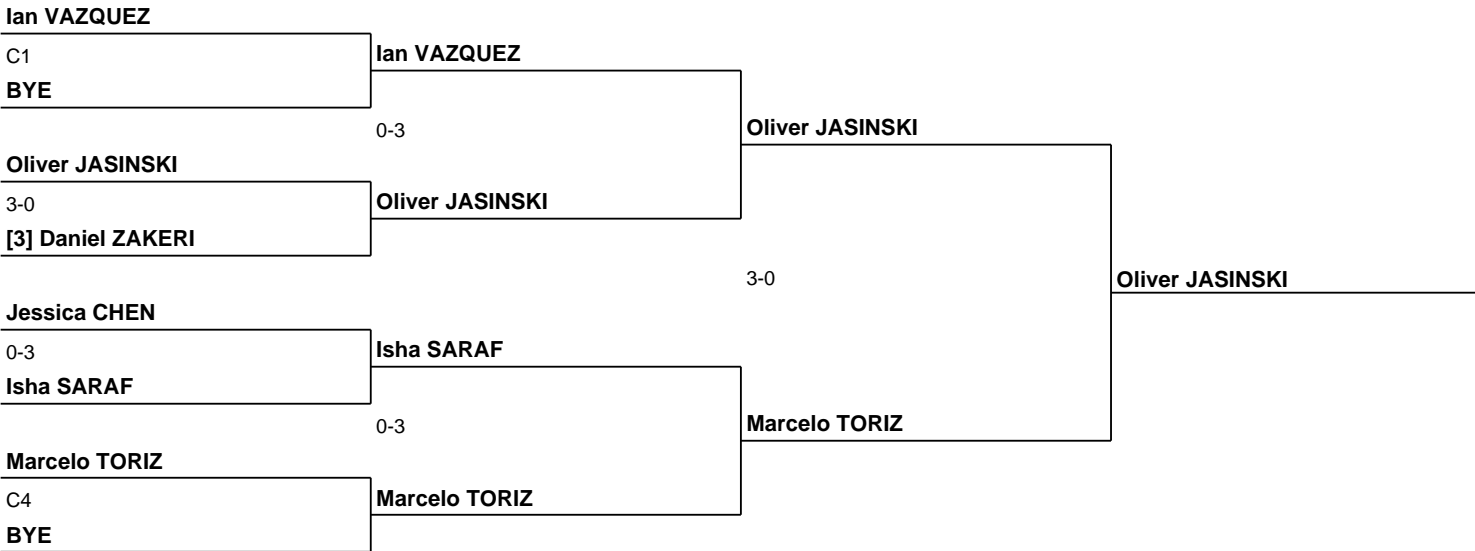 Ian VAZQUEZ
C1
Ian VAZQUEZ
BYE
0-3
Oliver JASINSKI
Oliver JASINSKI
3-0
Oliver JASINSKI
[3] Daniel ZAKERI
3-0
Oliver JASINSKI
Jessica CHEN
0-3
Isha SARAF
Isha SARAF
0-3
Marcelo TORIZ
Marcelo TORIZ
C4
Marcelo TORIZ
BYE